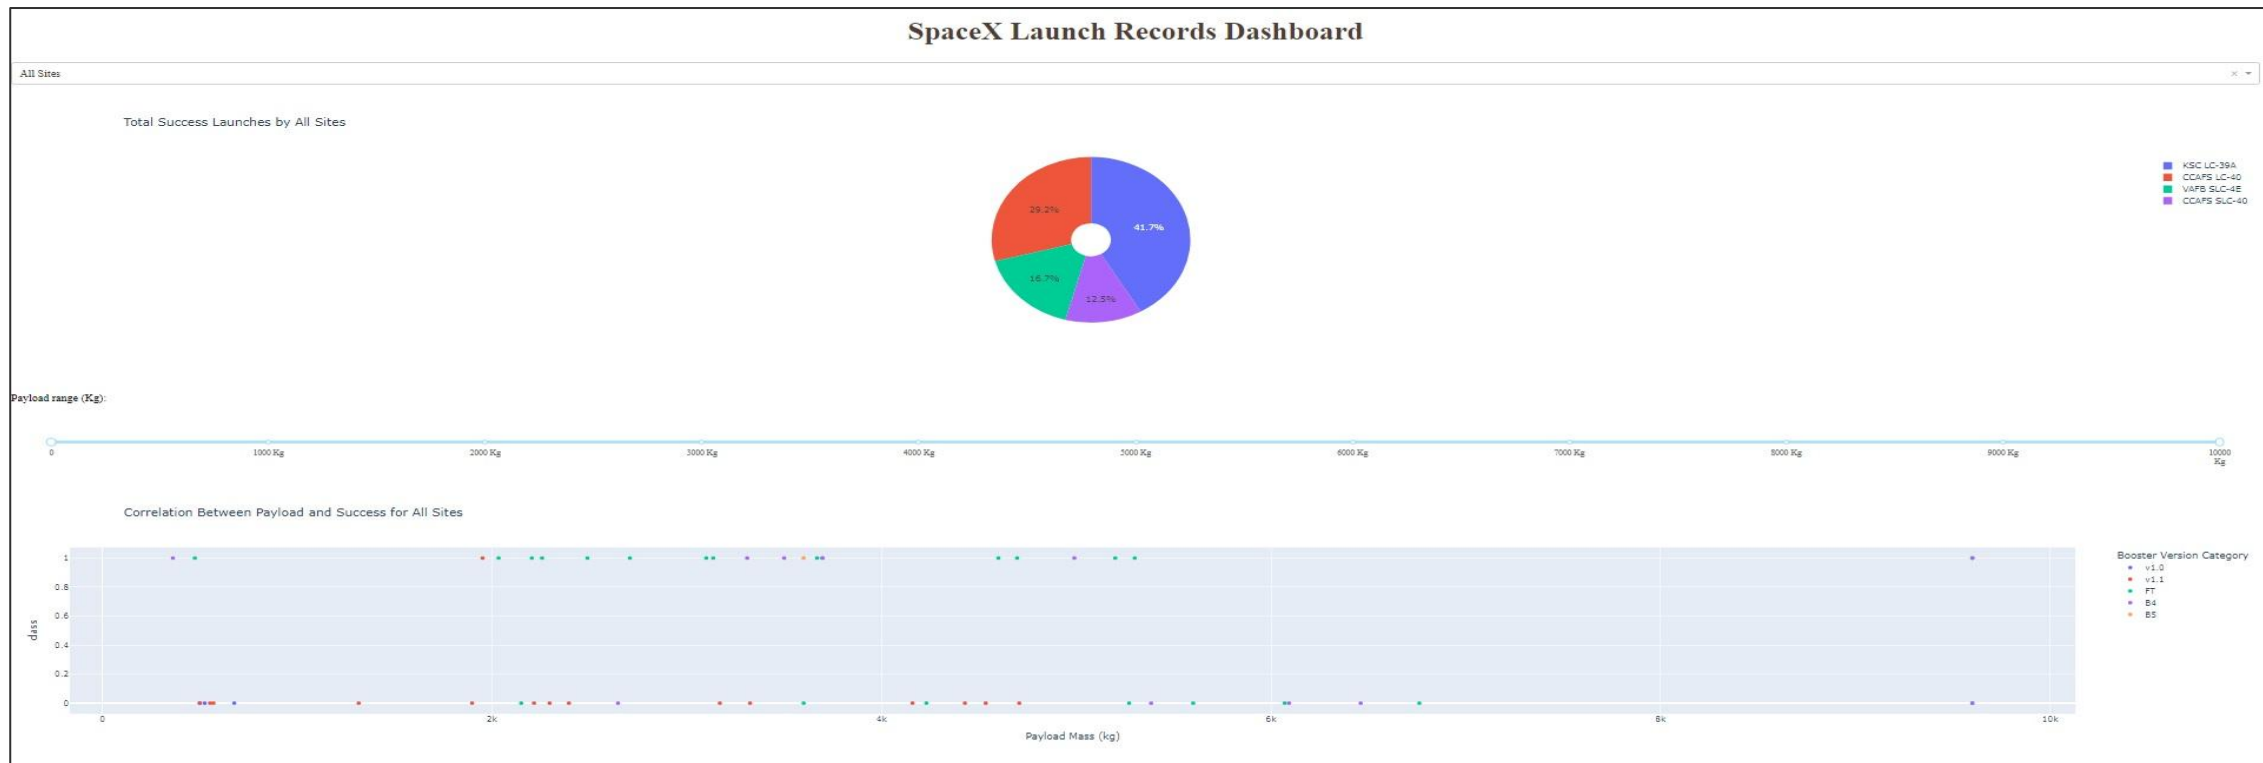 SpaceX Launch Records Dashboard
All Sites
Total Success Launches by All Sites
KSC LC-39A
CCAFS LC-40
VAFB SLC-4E
CCAFS SLC-40
29.2%
41.7%
16.7%
12.5%
Payload range (Kg):
0 1000 Kg 2000 Kg 3000 Kg 4000 Kg 5000 Kg 6000 Kg 7000 Kg 8000 Kg 9000 Kg 10000
Kg
Correlation Between Payload and Success for All Sites
Booster Version Category
v1.0
v1.1
FT
B4
B5
class
1
0.8
0.6
0.4
0.2
0
0 2k 4k 6k 8k 10k
Payload Mass (kg)